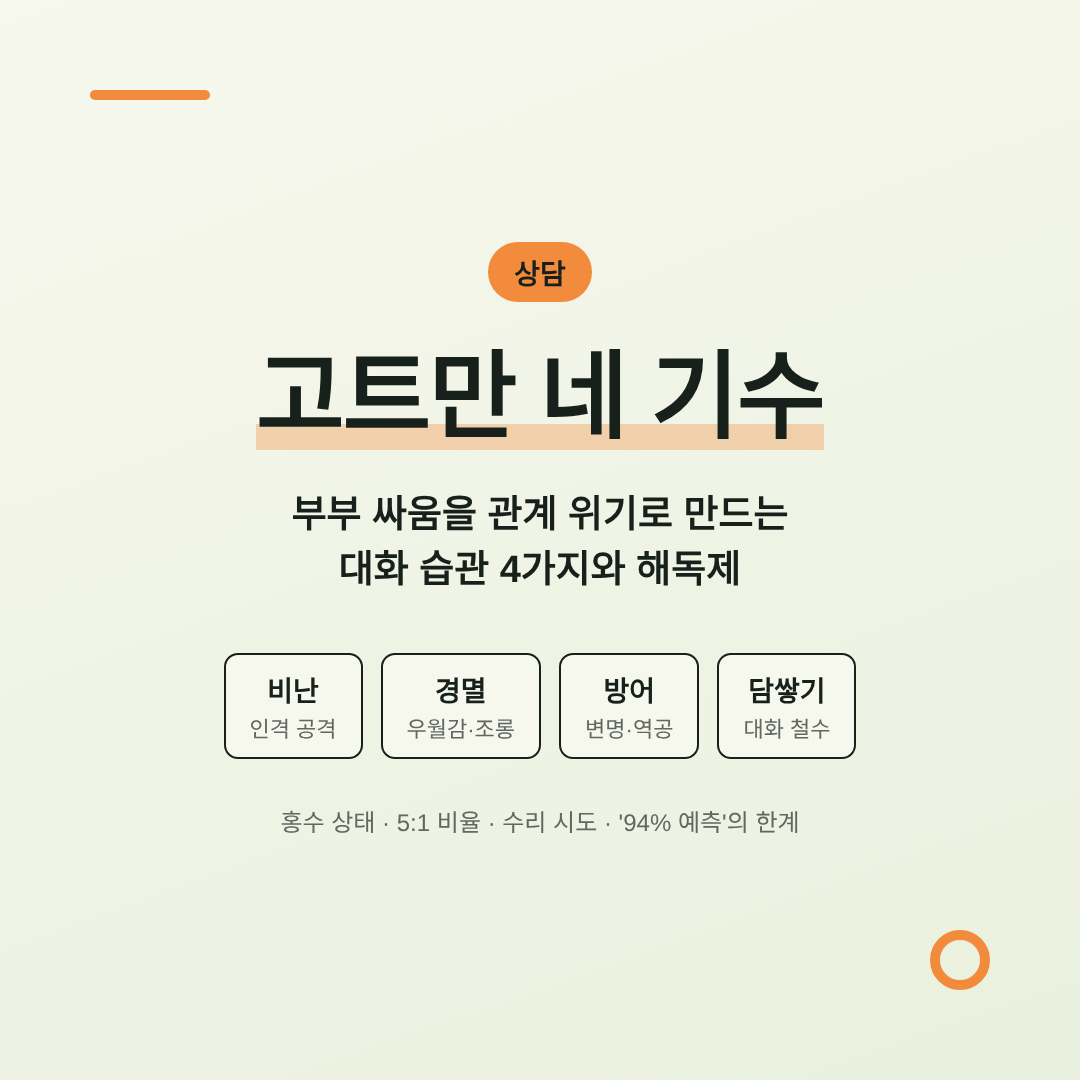 상담
고트만 네 기수
부부 싸움을 관계 위기로 만드는
대화 습관 4가지와 해독제
비난
인격 공격
경멸
우월감·조롱
방어
변명·역공
담쌓기
대화 철수
홍수 상태 · 5:1 비율 · 수리 시도 · '94% 예측'의 한계